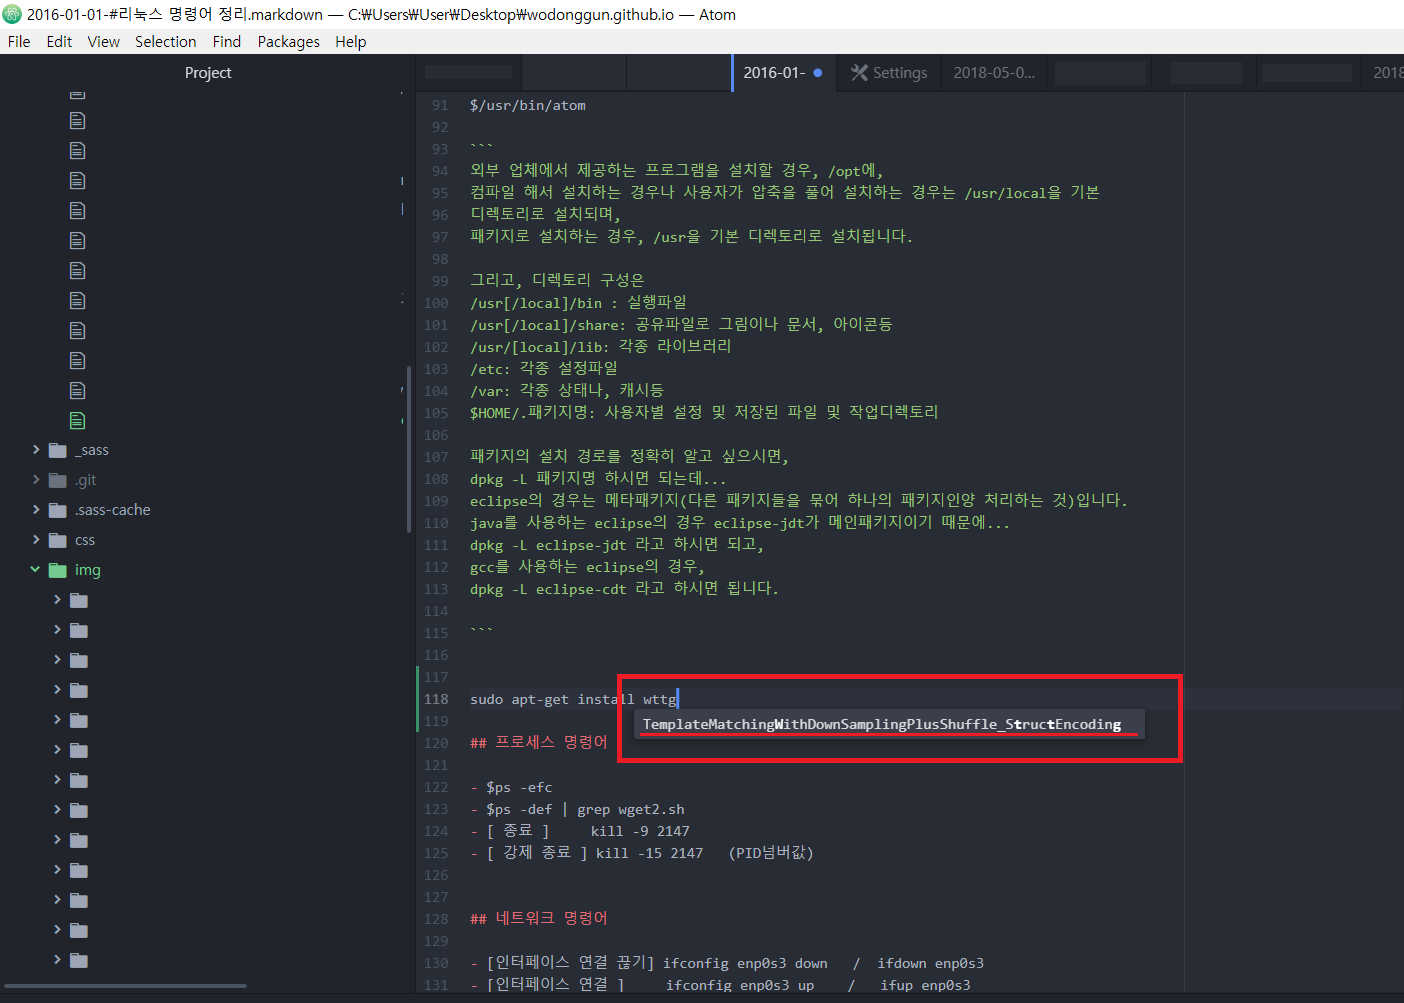 2016-01-01-#리눅스 명령어 정리.markdown — C:₩Users₩User₩Desktop₩wodonggun.github.io — Atom
File Edit View Selection Find Packages Help
Project
2016-01- Settings 2018-05-0... 2018
91 $/usr/bin/atom
92
93 ```
94 외부 업체에서 제공하는 프로그램을 설치할 경우, /opt에,
95 컴파일 해서 설치하는 경우나 사용자가 압축을 풀어 설치하는 경우는 /usr/local을 기본
96 디렉토리로 설치되며,
97 패키지로 설치하는 경우, /usr을 기본 디렉토리로 설치됩니다.
98
99 그리고, 디렉토리 구성은
100 /usr[/local]/bin : 실행파일
101 /usr[/local]/share: 공유파일로 그림이나 문서, 아이콘등
102 /usr/[local]/lib: 각종 라이브러리
103 /etc: 각종 설정파일
104 /var: 각종 상태나, 캐시등
105 $HOME/.패키지명: 사용자별 설정 및 저장된 파일 및 작업디렉토리
106
107 패키지의 설치 경로를 정확히 알고 싶으시면,
108 dpkg -L 패키지명 하시면 되는데...
109 eclipse의 경우는 메타패키지(다른 패키지들을 묶어 하나의 패키지인양 처리하는 것)입니다.
110 java를 사용하는 eclipse의 경우 eclipse-jdt가 메인패키지이기 때문에...
111 dpkg -L eclipse-jdt 라고 하시면 되고,
112 gcc를 사용하는 eclipse의 경우,
113 dpkg -L eclipse-cdt 라고 하시면 됩니다.
114
115 ```
116
117
118 sudo apt-get install wttg
119 TemplateMatchingWithDownSamplingPlusShuffle_StructEncoding
120 ## 프로세스 명령어
121
122 - $ps -efc
123 - $ps -def | grep wget2.sh
124 - [ 종료 ] kill -9 2147
125 - [ 강제 종료 ] kill -15 2147 (PID넘버값)
126
127
128 ## 네트워크 명령어
129
130 - [인터페이스 연결 끊기] ifconfig enp0s3 down / ifdown enp0s3
131 - [인터페이스 연결 ] ifconfig enp0s3 up / ifup enp0s3
_sass
.git
.sass-cache
css
img